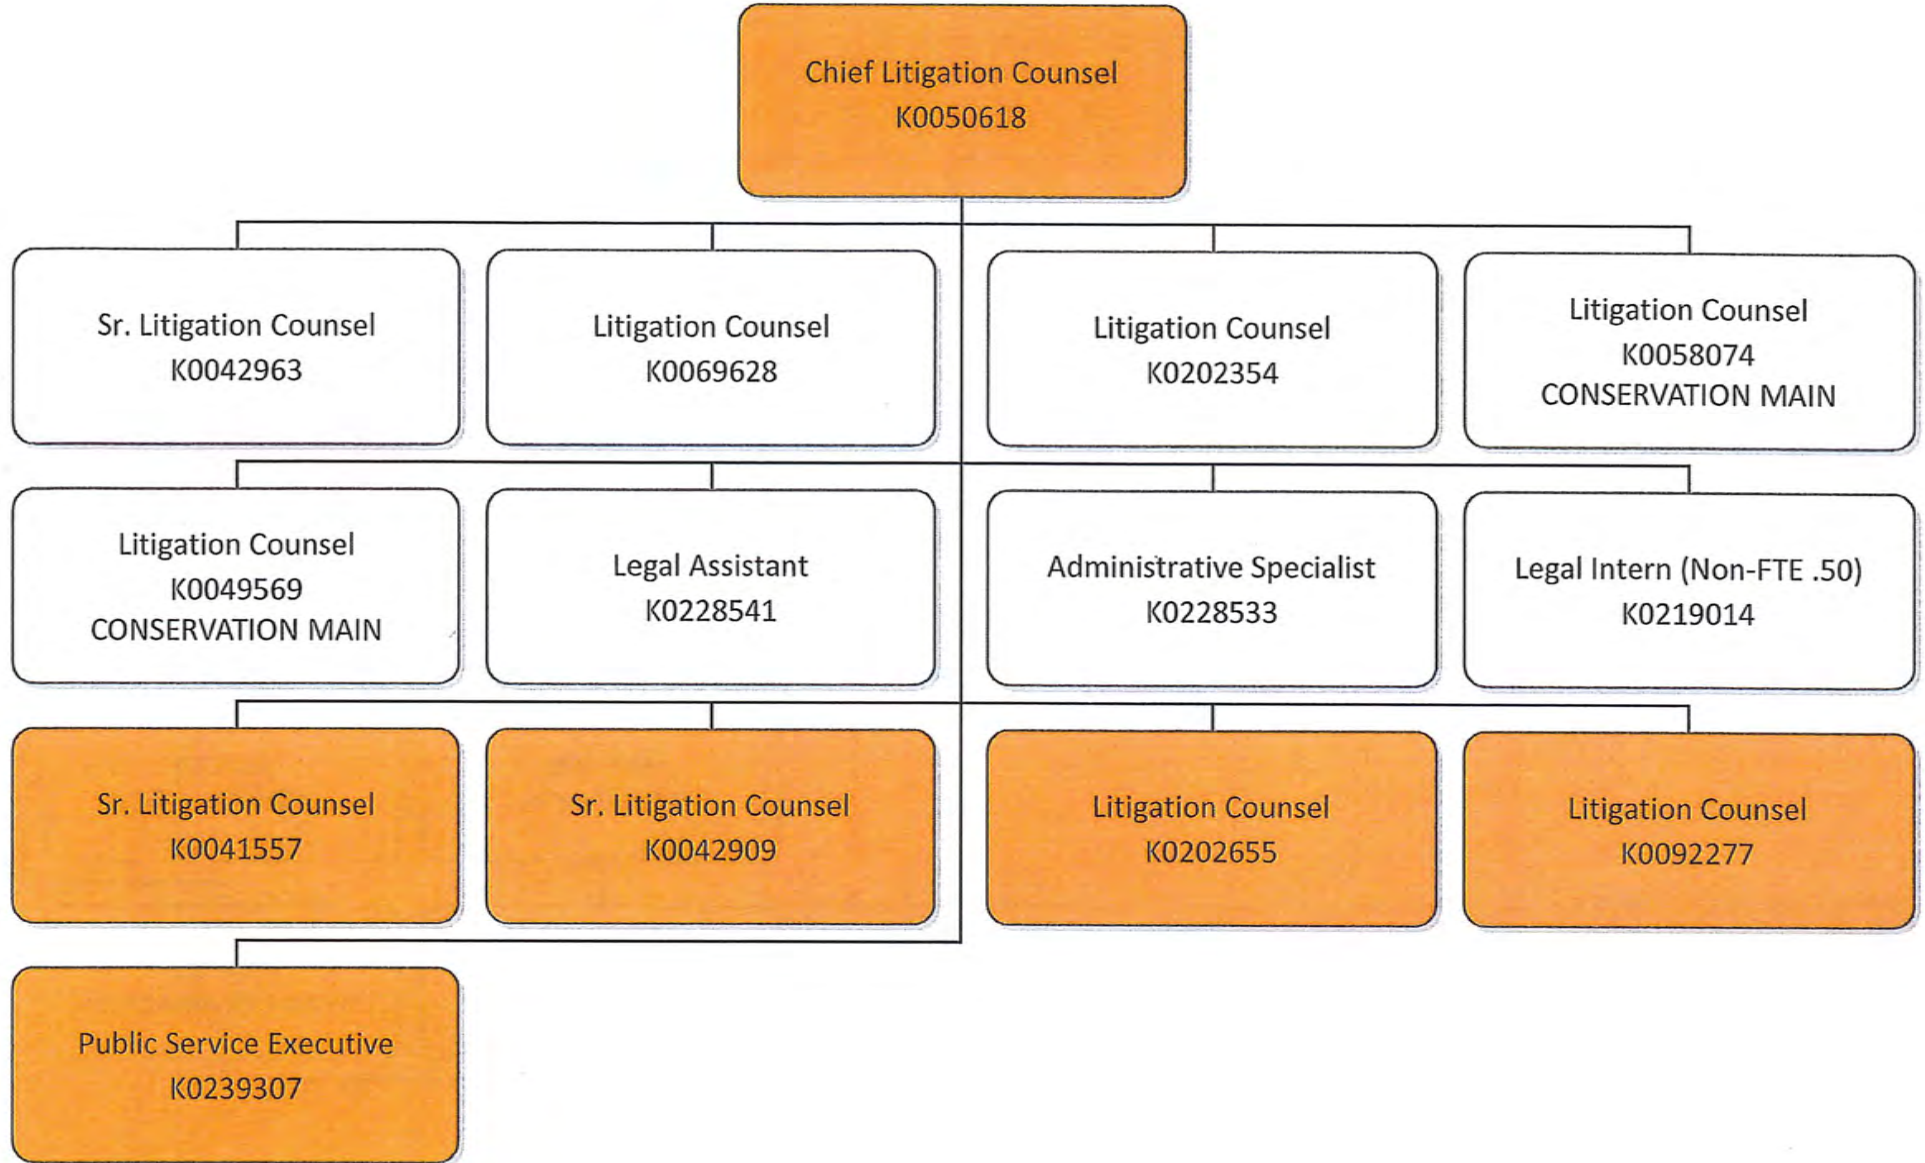 Chief Litigation Counsel
K0050618
Sr. Litigation Counsel
K0042963
Litigation Counsel
K0069628
Litigation Counsel
K0202354
Litigation Counsel
K0058074
CONSERVATION MAIN
Litigation Counsel
K0049569
CONSERVATION MAIN
Legal Assistant
K0228541
Administrative Specialist
K0228533
Legal Intern (Non-FTE .50)
K0219014
Sr. Litigation Counsel
K0041557
Sr. Litigation Counsel
K0042909
Litigation Counsel
K0202655
Litigation Counsel
K0092277
Public Service Executive
K0239307